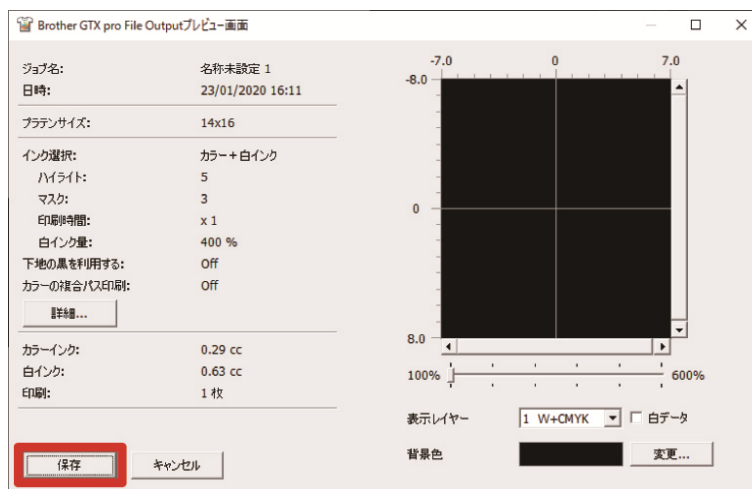 Brother GTX pro File Outputプレビュー画面
ジョブ名: 名称未設定 1
日時: 23/01/2020 16:11
プラテンサイズ: 14x16
インク選択: カラー+白インク
ハイライト: 5
マスク: 3
印刷時間: x 1
白インク量: 400 %
下地の黒を利用する: Off
カラーの複合パス印刷: Off
詳細...
カラーインク: 0.29 cc
白インク: 0.63 cc
印刷: 1 枚
保存 キャンセル
-7.0 0 7.0
-8.0
0
8.0
100% 600%
表示レイヤー 1 W+CMYK 白データ
背景色 変更...